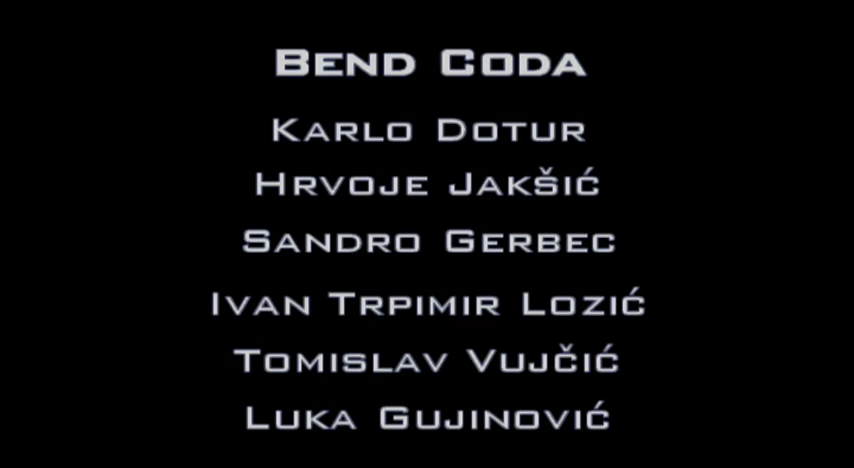 BEND CODA
KARLO DOTUR
HRVOJE JAKŠIĆ
SANDRO GERBEC
IVAN TRPIMIR LOZIĆ
TOMISLAV VUJČIĆ
LUKA GUJINOVIĆ